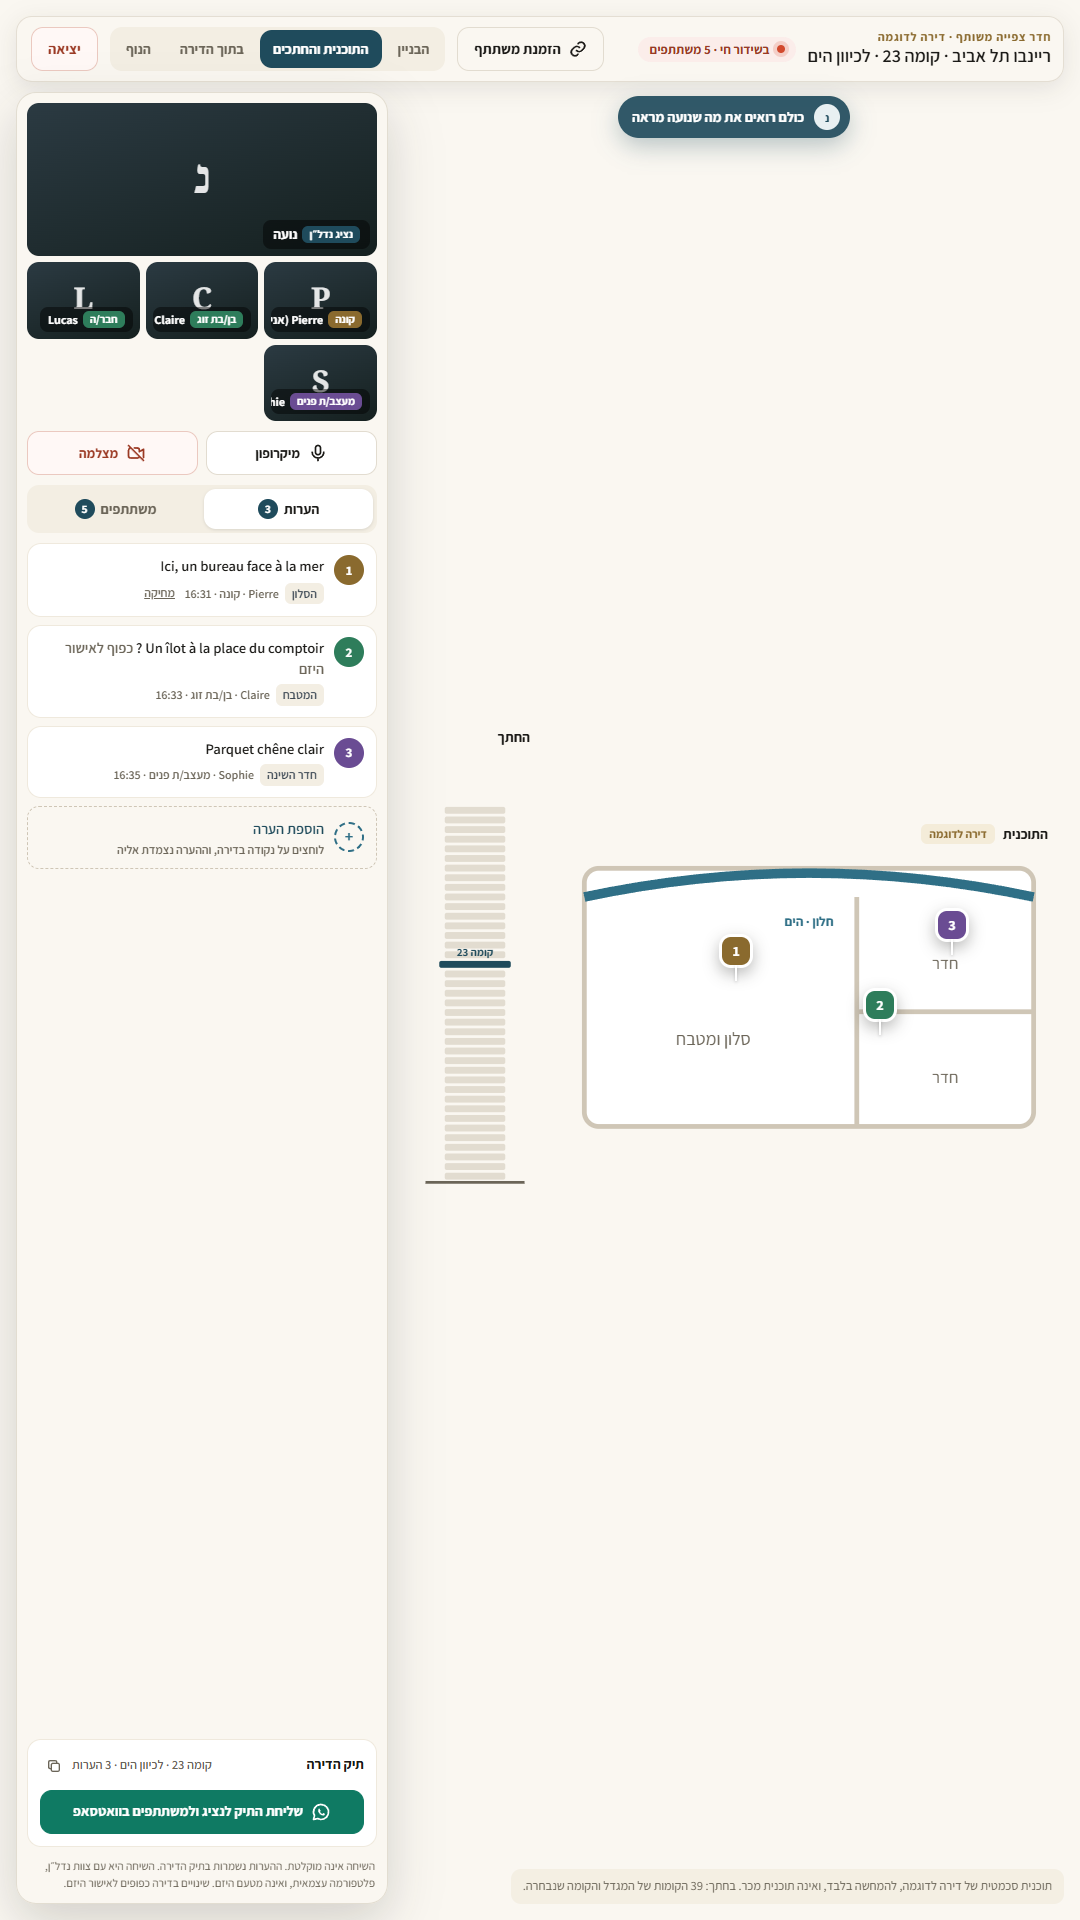 חדר צפייה משותף · דירה לדוגמה
ריינבו תל אביב · קומה 23 · לכיוון הים
בשידור חי · 5 משתתפים
הזמנת משתתף
הבניין
התוכנית והחתכים
בתוך הדירה
הנוף
יציאה
נ
כולם רואים את מה שנועה מראה
נ
נציג נדל״ן
נועה
P
קונה
Pierre (אני
C
בן/בת זוג
Claire
L
חבר/ה
Lucas
S
מעצב/ת פנים
hie
מיקרופון
מצלמה
הערות 3
משתתפים 5
1
Ici, un bureau face à la mer
הסלון
Pierre · קונה · 16:31
מחיקה
2
Un îlot à la place du comptoir ? כפוף לאישור
היזם
המטבח
Claire · בן/בת זוג · 16:33
3
Parquet chêne clair
חדר השינה
Sophie · מעצב/ת פנים · 16:35
+
הוספת הערה
לוחצים על נקודה בדירה, וההערה נצמדת אליה
החתך
קומה 23
התוכנית
דירה לדוגמה
חלון · הים
1
3
2
חדר
סלון ומטבח
חדר
תיק הדירה
קומה 23 · לכיוון הים · 3 הערות
שליחת התיק לנציג ולמשתתפים בוואטסאפ
השיחה אינה מוקלטת. ההערות נשמרות בתיק הדירה. השיחה היא עם צוות נדל״ן,
פלטפורמה עצמאית, ואינה מטעם היזם. שינויים בדירה כפופים לאישור היזם.
תוכנית סכמטית של דירה לדוגמה, להמחשה בלבד, ואינה תוכנית מכר. בחתך: 39 הקומות של המגדל והקומה שנבחרה.